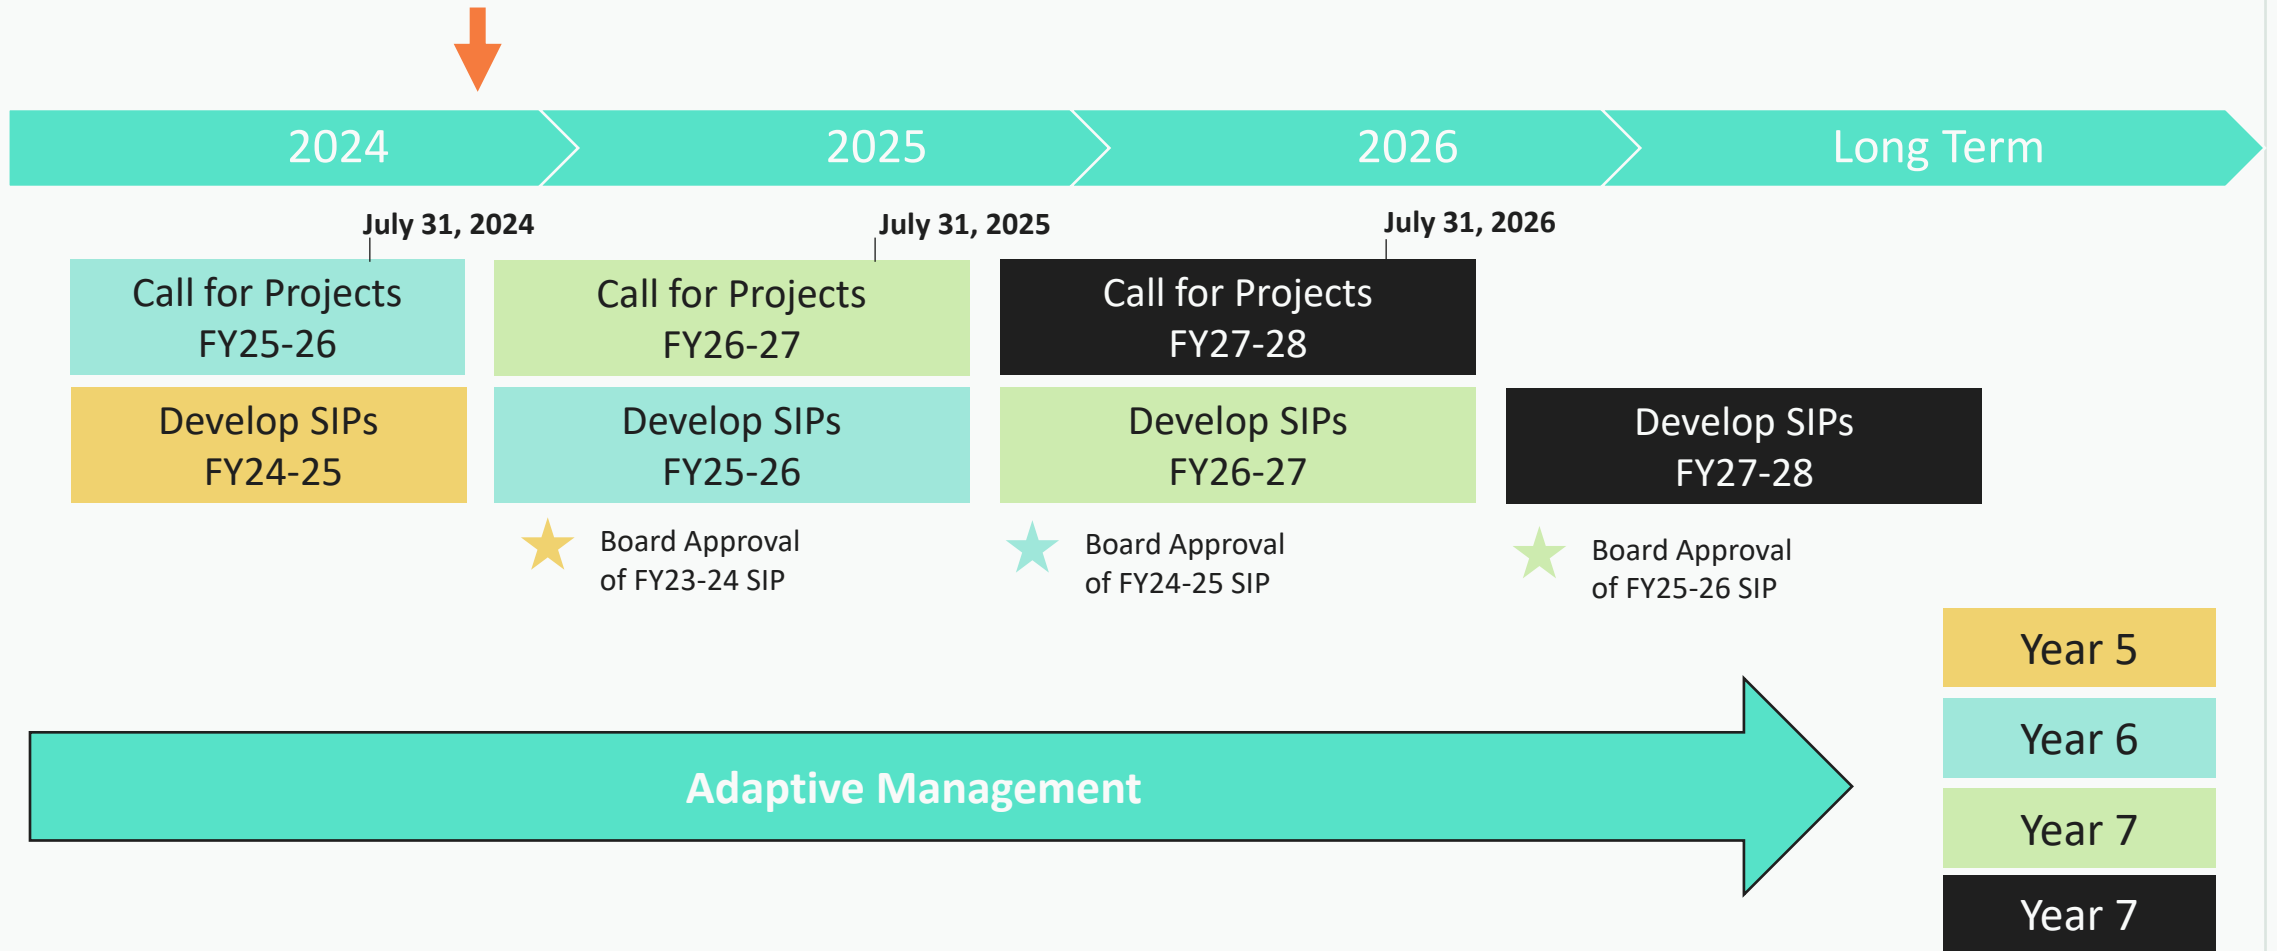 2024
2025
2026
Long Term
July 31, 2024
July 31, 2025
July 31, 2026
Call for Projects
FY25-26
Call for Projects
FY26-27
Call for Projects
FY27-28
Develop SIPs
FY24-25
Develop SIPs
FY25-26
Develop SIPs
FY26-27
Develop SIPs
FY27-28
Board Approval
of FY23-24 SIP
Board Approval
of FY24-25 SIP
Board Approval
of FY25-26 SIP
Adaptive Management
Year 5
Year 6
Year 7
Year 7